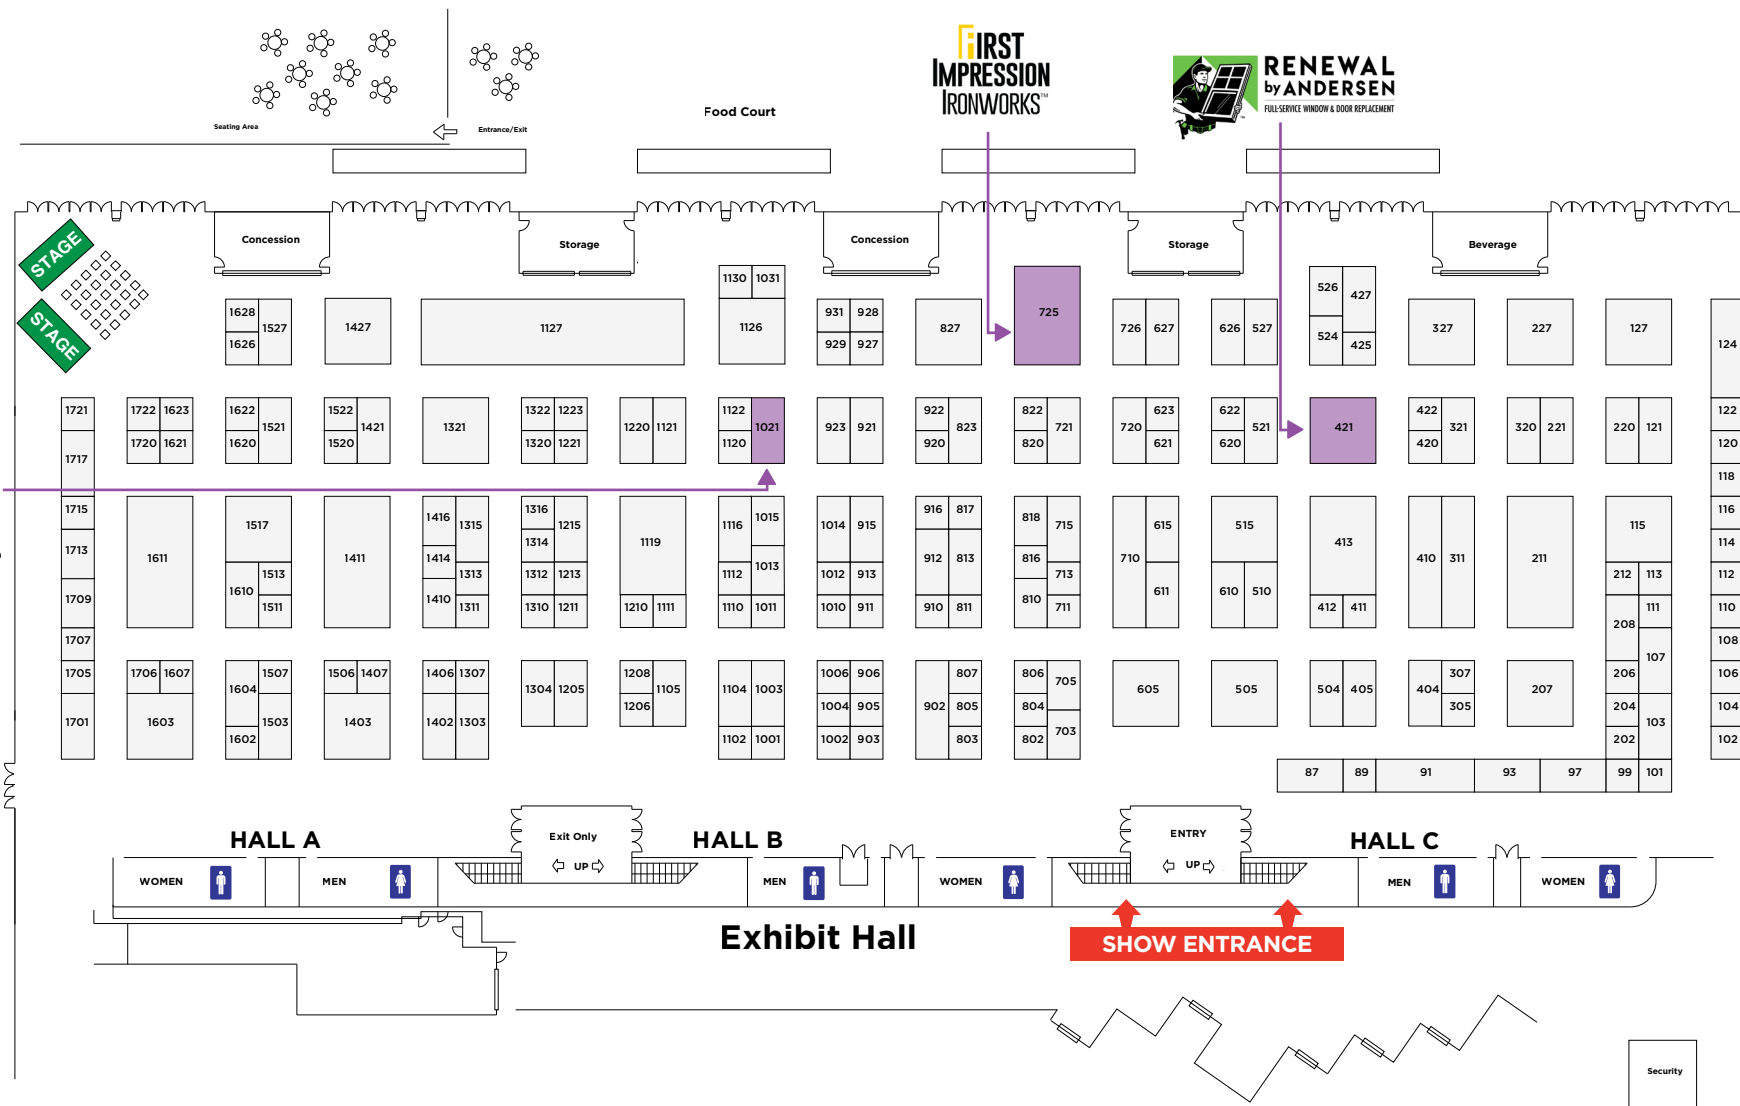 FIRST
IMPRESSION
IRONWORKS™
RENEWAL
by ANDERSEN
FULL-SERVICE WINDOW & DOOR REPLACEMENT
Food Court
Seating Area
Entrance/Exit
STAGE
STAGE
Concession
Storage
Concession
Storage
Beverage
1130 1031
526 427
1628 1527 1427 1127 1126 931 928 827 725 726 627 626 527 327 227 127
1626 929 927 524 425 124
1721 1722 1623 1622 1521 1522 1421 1321 1322 1223 1220 1121 1122 1021 923 921 922 823 822 721 720 623 622 521 421 422 321 320 221 220 121 122
1717 1720 1621 1620 1520 1320 1221 1120 920 820 621 620 420 120
118
1715 1611 1517 1411 1416 1315 1316 1215 1119 1116 1015 1014 915 916 817 818 715 710 615 515 413 410 311 211 115 116
1713 1414 1314 1013 912 813 816 114
1610 1513 1313 1312 1213 1112 1012 913 713 611 610 510 212 113 112
1709 1511 1410 1311 1310 1211 1210 1111 1110 1011 1010 911 910 811 810 711 412 411 208 111 110
1707 108
1705 1706 1607 1604 1507 1506 1407 1406 1307 1304 1205 1208 1105 1104 1003 1006 906 902 807 806 705 605 505 504 405 404 307 207 206 107 106
1701 1603 1503 1403 1402 1303 1206 1004 905 805 804 703 305 204 103 104
1602 1102 1001 1002 903 803 802 202 102
87 89 91 93 97 99 101
HALL A
Exit Only
HALL B
ENTRY
HALL C
UP
UP
WOMEN
MEN
MEN
WOMEN
MEN
WOMEN
Exhibit Hall
SHOW ENTRANCE
Security